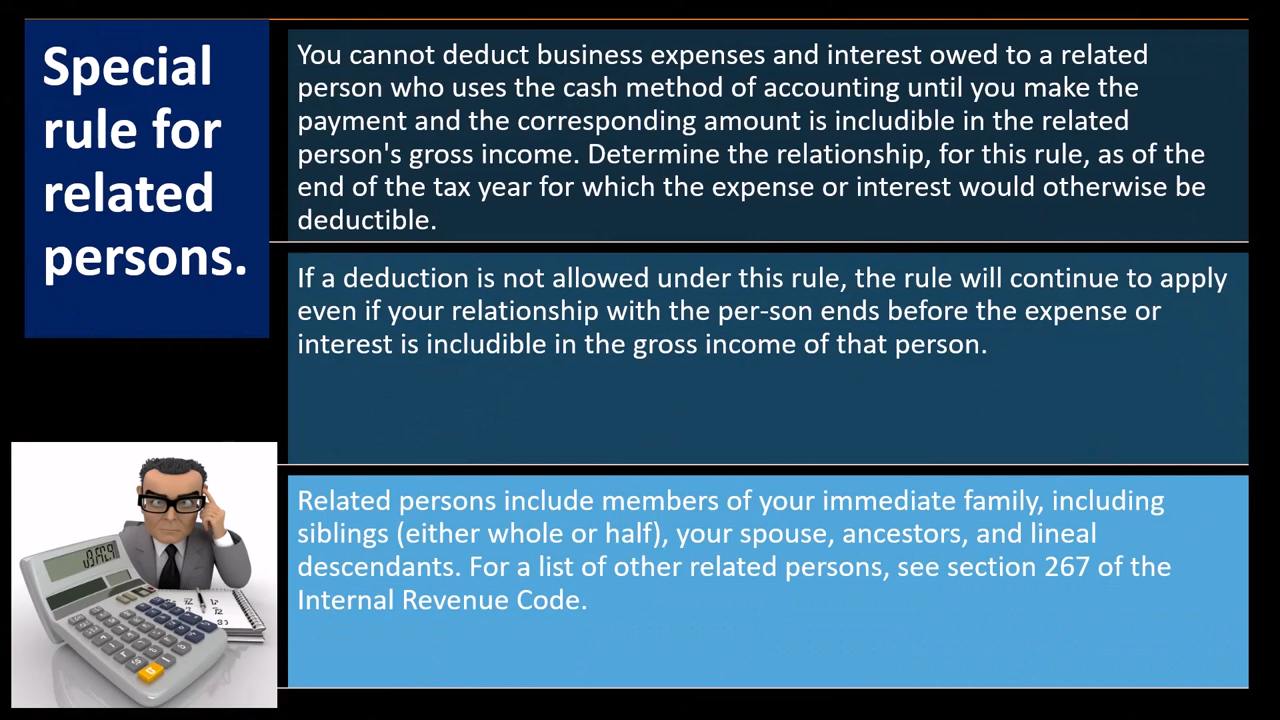 Special
rule for
related
persons.
You cannot deduct business expenses and interest owed to a related
person who uses the cash method of accounting until you make the
payment and the corresponding amount is includible in the related
person's gross income. Determine the relationship, for this rule, as of the
end of the tax year for which the expense or interest would otherwise be
deductible.
If a deduction is not allowed under this rule, the rule will continue to apply
even if your relationship with the per-son ends before the expense or
interest is includible in the gross income of that person.
Related persons include members of your immediate family, including
siblings (either whole or half), your spouse, ancestors, and lineal
descendants. For a list of other related persons, see section 267 of the
Internal Revenue Code.